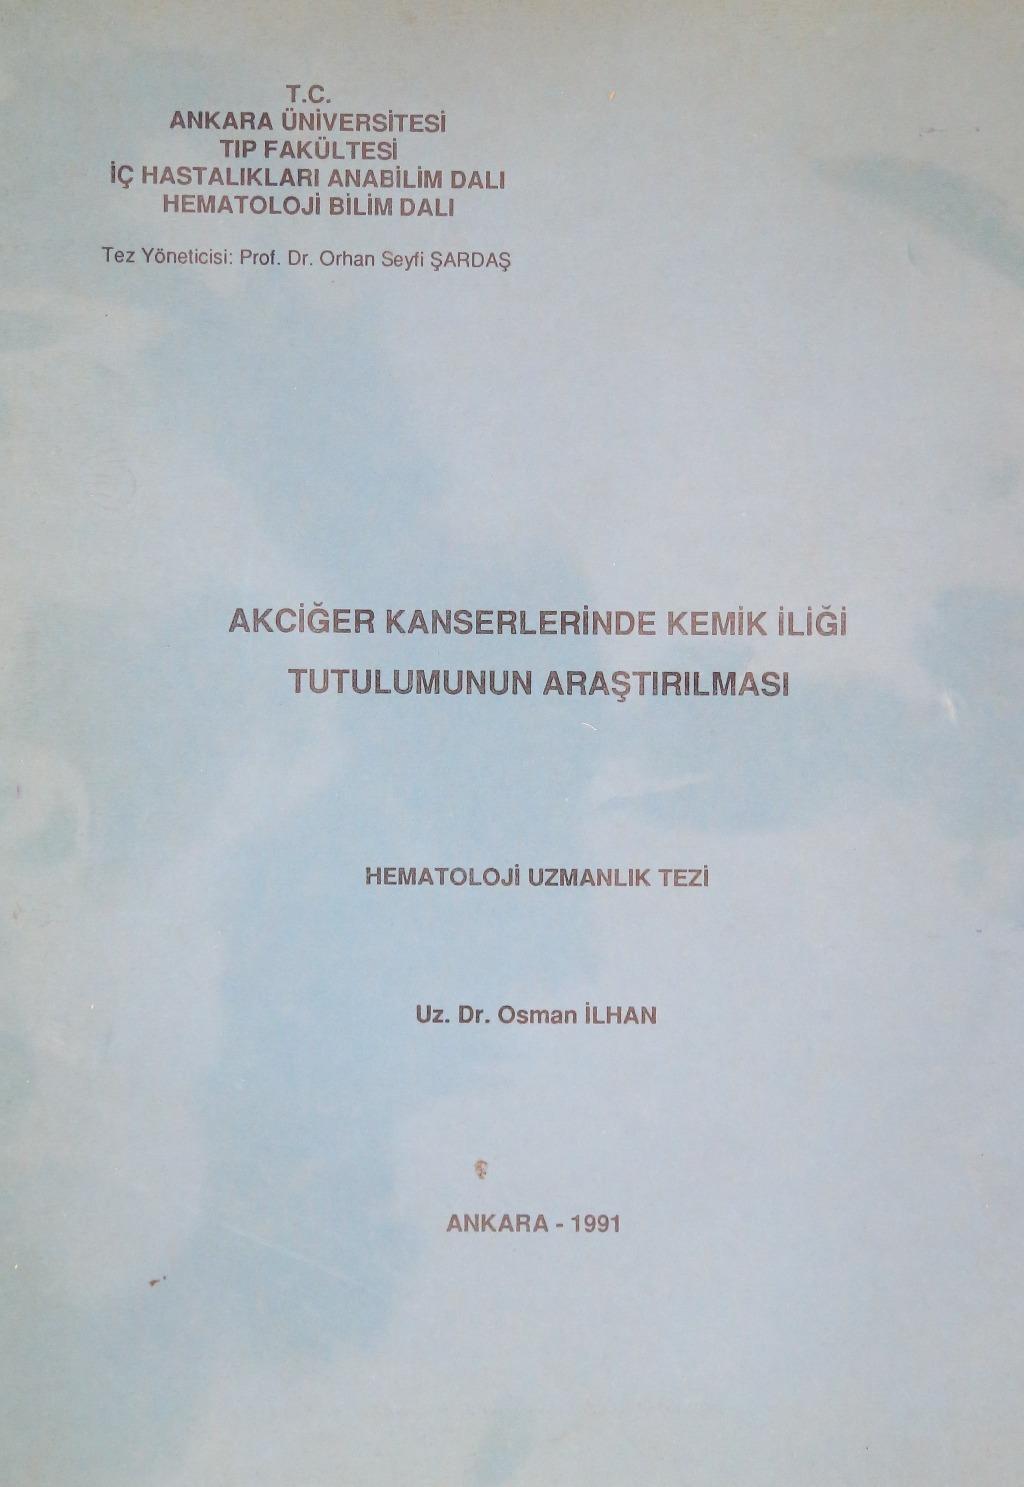 T.C.
ANKARA ÜNİVERSİTESİ
TIP FAKÜLTESİ
İÇ HASTALIKLARI ANABİLİM DALI
HEMATOLOJİ BİLİM DALI
Tez Yöneticisi: Prof. Dr. Orhan Seyfi ŞARDAŞ
AKCİĞER KANSERLERİNDE KEMİK İLİĞİ
TUTULUMUNUN ARAŞTIRILMASI
HEMATOLOJİ UZMANLIK TEZİ
Uz. Dr. Osman İLHAN
ANKARA - 1991